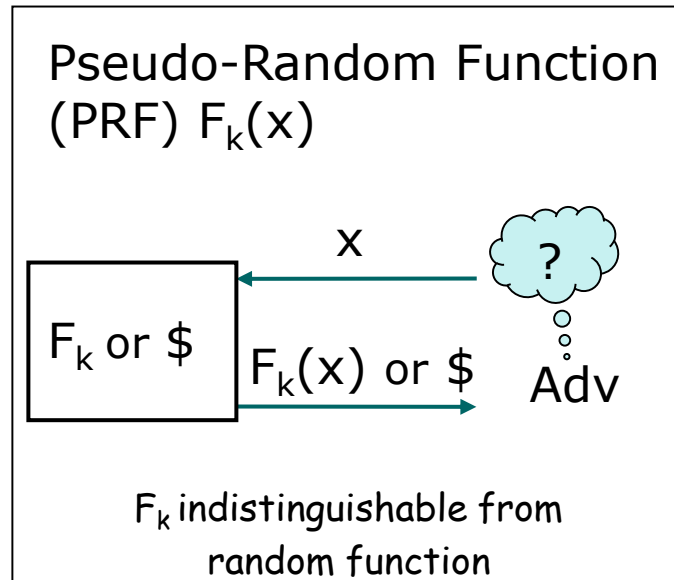 Pseudo-Random Function
(PRF) Fₖ(x)
x
?
Fₖ or $
Fₖ(x) or $
Adv
Fₖ indistinguishable from
random function